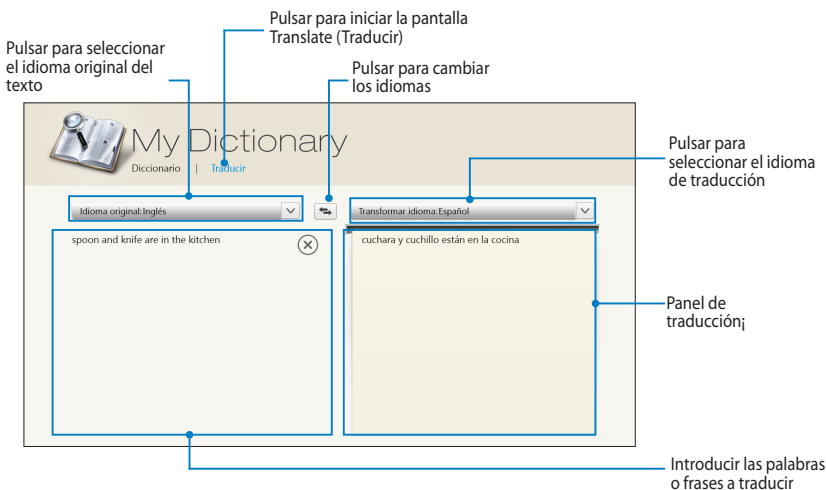 Pulsar para iniciar la pantalla
Translate (Traducir)
Pulsar para seleccionar
el idioma original del
texto
Pulsar para cambiar
los idiomas
My Dictionary
Diccionario | Traducir
Pulsar para
seleccionar el idioma
de traducción
Idioma original:Inglés
Transformar idioma:Español
spoon and knife are in the kitchen
cuchara y cuchillo están en la cocina
Panel de
traducción¡
Introducir las palabras
o frases a traducir